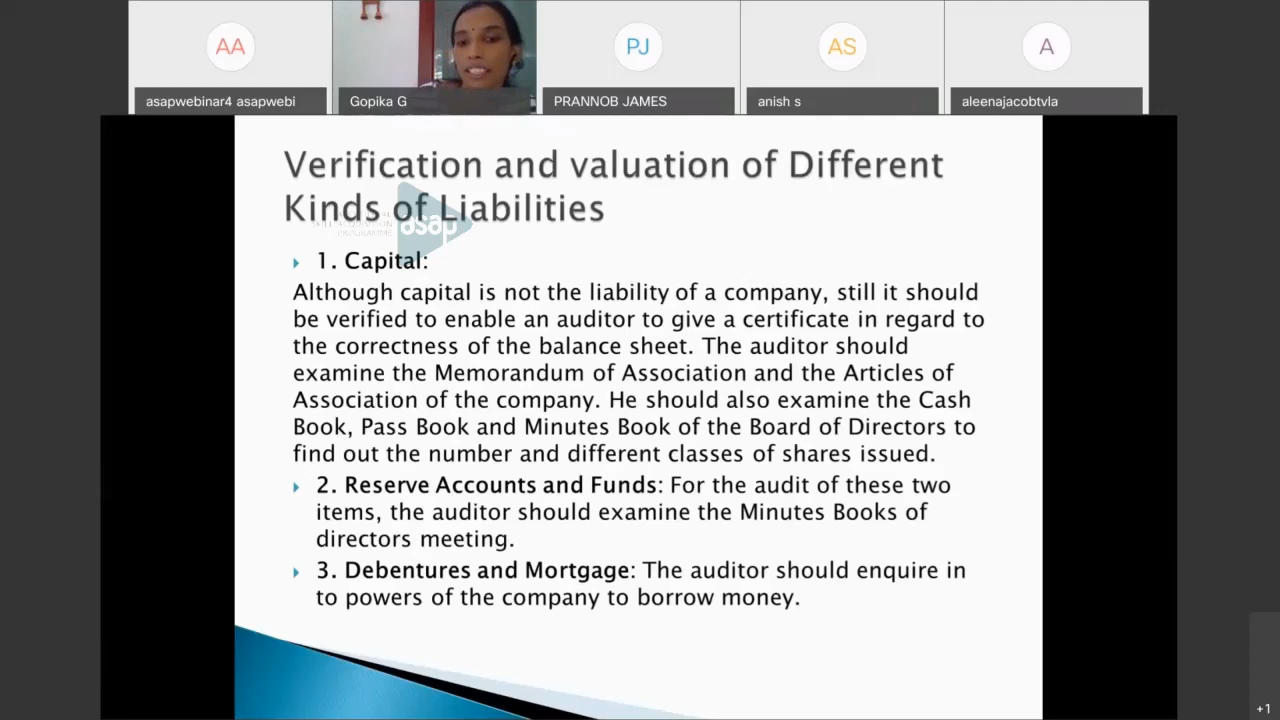 AA
PJ
AS
A
asapwebinar4 asapwebi
Gopika G
PRANNOB JAMES
anish s
aleenajacobtvla
Verification and valuation of Different
Kinds of Liabilities
PROGRAMME
asap
1. Capital:
Although capital is not the liability of a company, still it should
be verified to enable an auditor to give a certificate in regard to
the correctness of the balance sheet. The auditor should
examine the Memorandum of Association and the Articles of
Association of the company. He should also examine the Cash
Book, Pass Book and Minutes Book of the Board of Directors to
find out the number and different classes of shares issued.
2. Reserve Accounts and Funds: For the audit of these two
items, the auditor should examine the Minutes Books of
directors meeting.
3. Debentures and Mortgage: The auditor should enquire in
to powers of the company to borrow money.
+1